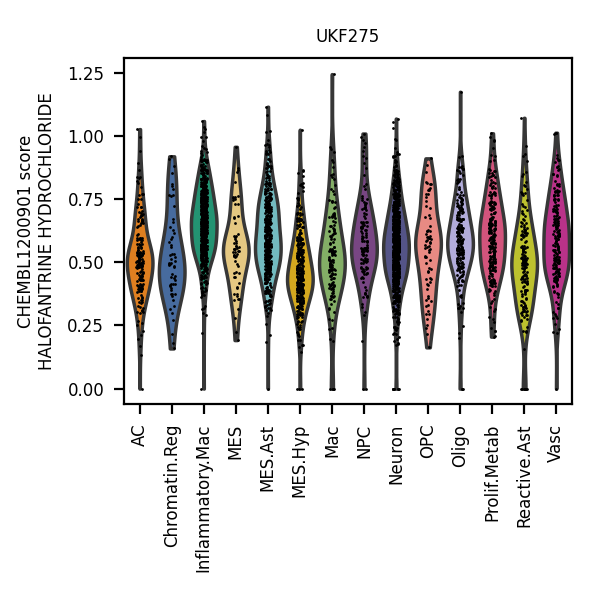 UKF275
CHEMBL1200901 score
HALOFANTRINE HYDROCHLORIDE
1.25
1.00
0.75
0.50
0.25
0.00
AC
Chromatin.Reg
Inflammatory.Mac
MES
MES.Ast
MES.Hyp
Mac
NPC
Neuron
OPC
Oligo
Prolif.Metab
Reactive.Ast
Vasc